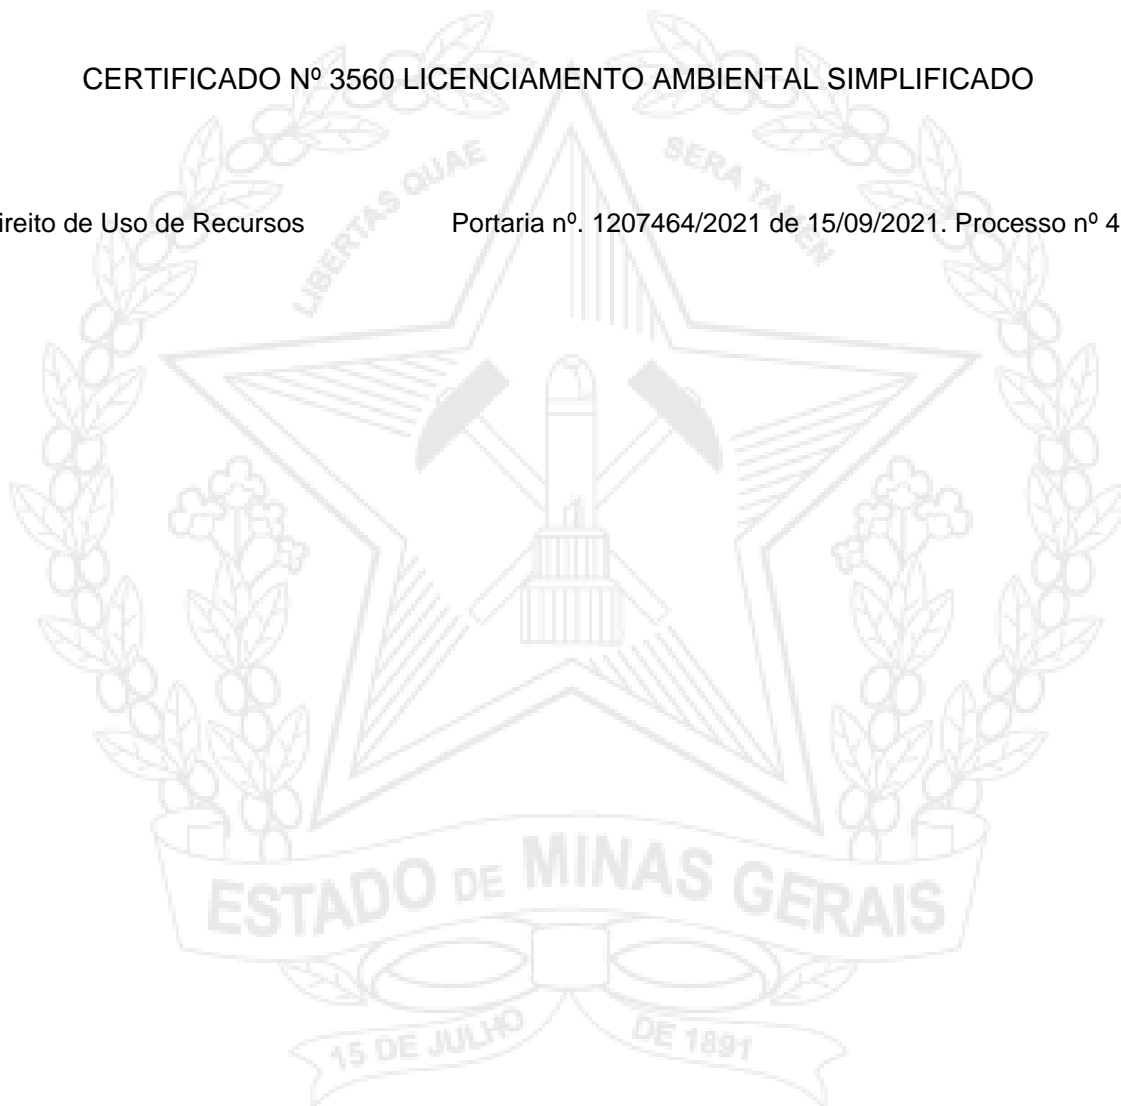 CERTIFICADO Nº 3560 LICENCIAMENTO AMBIENTAL SIMPLIFICADO
LIBERTAS QUAE SERA TAMEN
ireito de Uso de Recursos Portaria nº. 1207464/2021 de 15/09/2021. Processo nº 4
ESTADO DE MINAS GERAIS
15 DE JULHO DE 1891